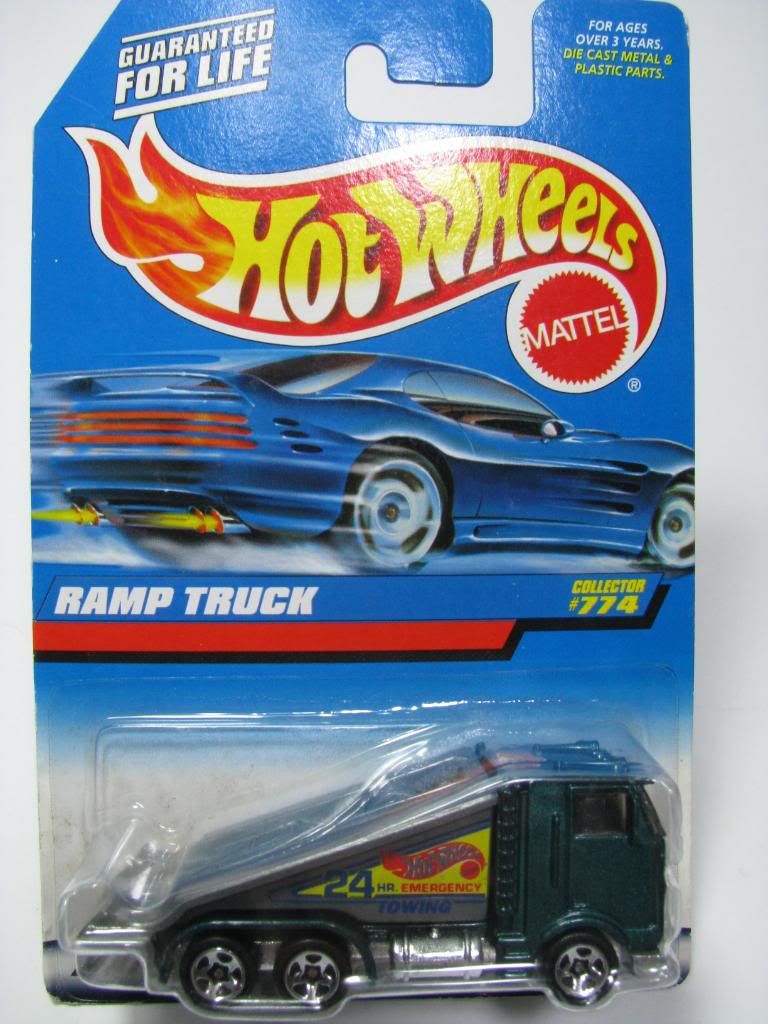 GUARANTEED
FOR LIFE
FOR AGES
OVER 3 YEARS.
DIE CAST METAL &
PLASTIC PARTS.
HOT WHEELS
MATTEL
®
RAMP TRUCK
COLLECTOR
#774
HOT WHEELS
24 HR. EMERGENCY
TOWING